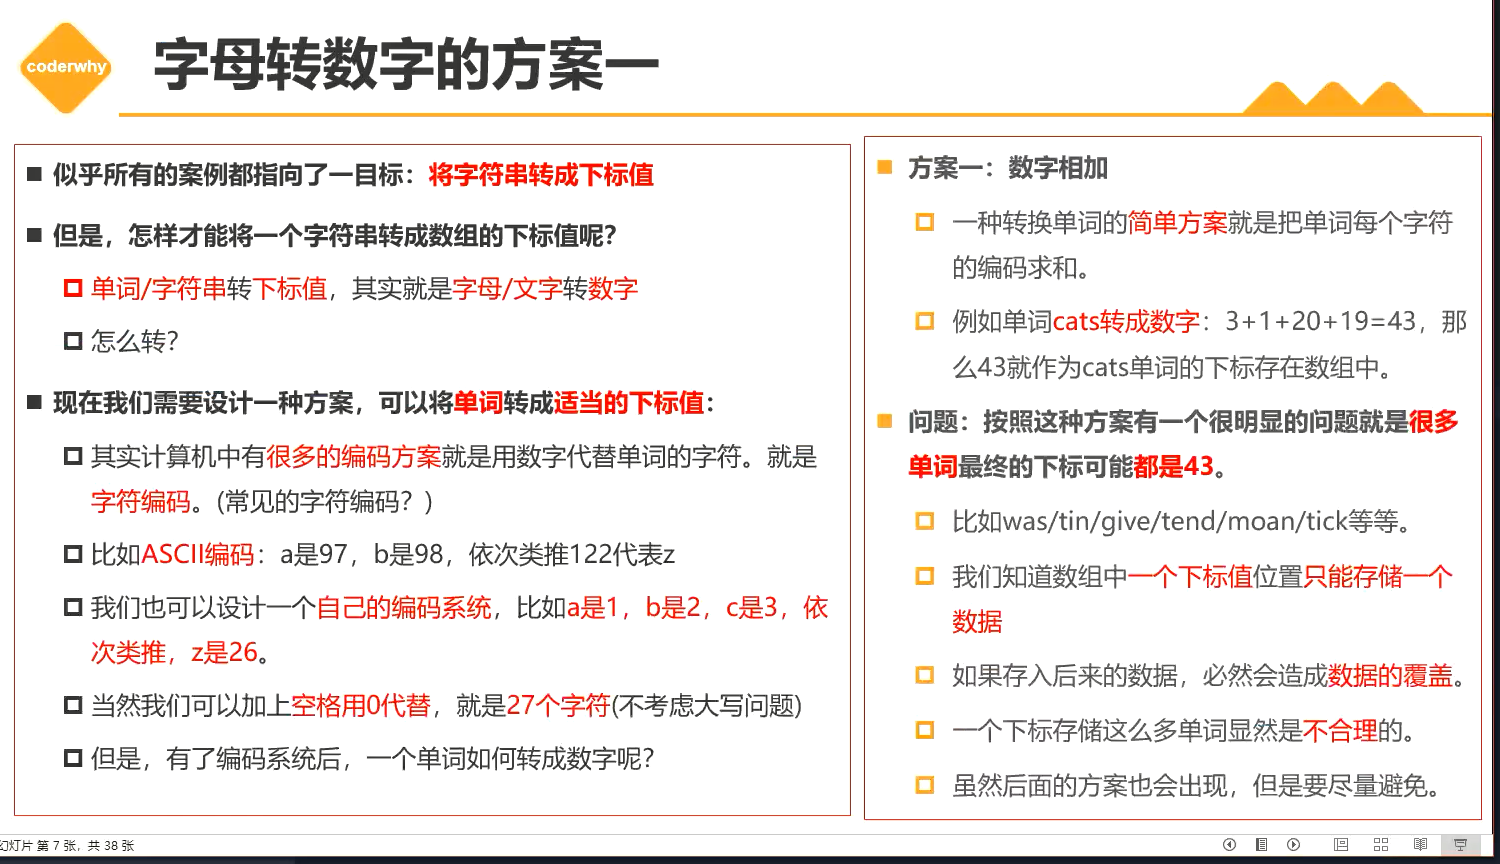 coderwhy
字母转数字的方案一
似乎所有的案例都指向了一目标：将字符串转成下标值
但是，怎样才能将一个字符串转成数组的下标值呢？
单词/字符串转下标值，其实就是字母/文字转数字
怎么转？
现在我们需要设计一种方案，可以将单词转成适当的下标值：
其实计算机中有很多的编码方案就是用数字代替单词的字符。就是
字符编码。(常见的字符编码？)
比如ASCII编码：a是97，b是98，依次类推122代表z
我们也可以设计一个自己的编码系统，比如a是1，b是2，c是3，依
次类推，z是26。
当然我们可以加上空格用0代替，就是27个字符(不考虑大写问题)
但是，有了编码系统后，一个单词如何转成数字呢？
方案一：数字相加
一种转换单词的简单方案就是把单词每个字符
的编码求和。
例如单词cats转成数字：3+1+20+19=43，那
么43就作为cats单词的下标存在数组中。
问题：按照这种方案有一个很明显的问题就是很多
单词最终的下标可能都是43。
比如was/tin/give/tend/moan/tick等等。
我们知道数组中一个下标值位置只能存储一个
数据
如果存入后来的数据，必然会造成数据的覆盖。
一个下标存储这么多单词显然是不合理的。
虽然后面的方案也会出现，但是要尽量避免。
幻灯片 第 7 张，共 38 张